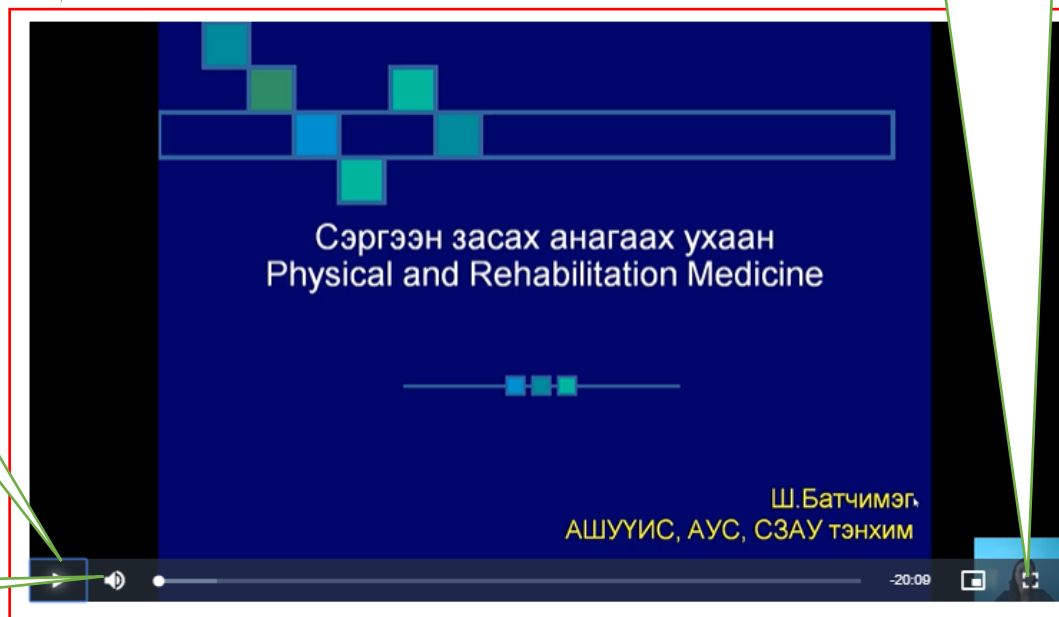 Сэргээн засах анагаах ухаан
Physical and Rehabilitation Medicine
Ш.Батчимэг
АШУҮИС, АУС, СЗАУ тэнхим
-20:09